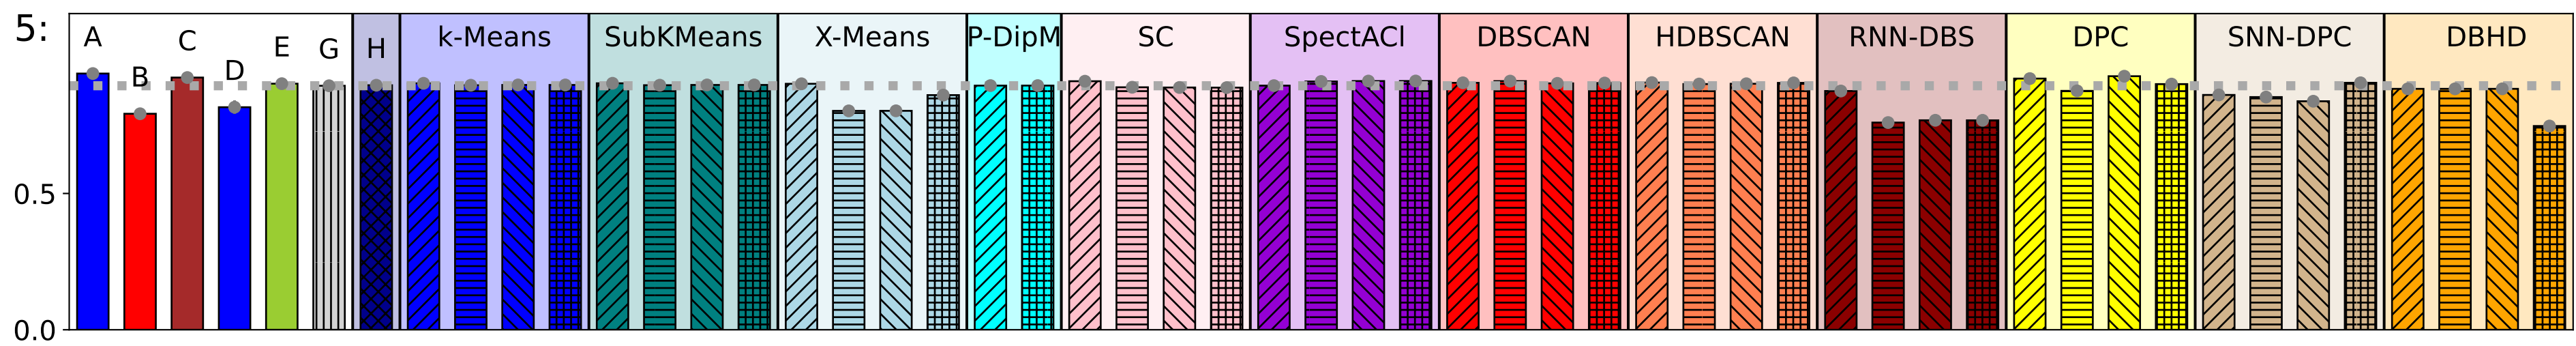 5:
A
B
C
D
E
G
H
k-Means
SubKMeans
X-Means
P-DipM
SC
SpectACl
DBSCAN
HDBSCAN
RNN-DBS
DPC
SNN-DPC
DBHD
0.5
0.0